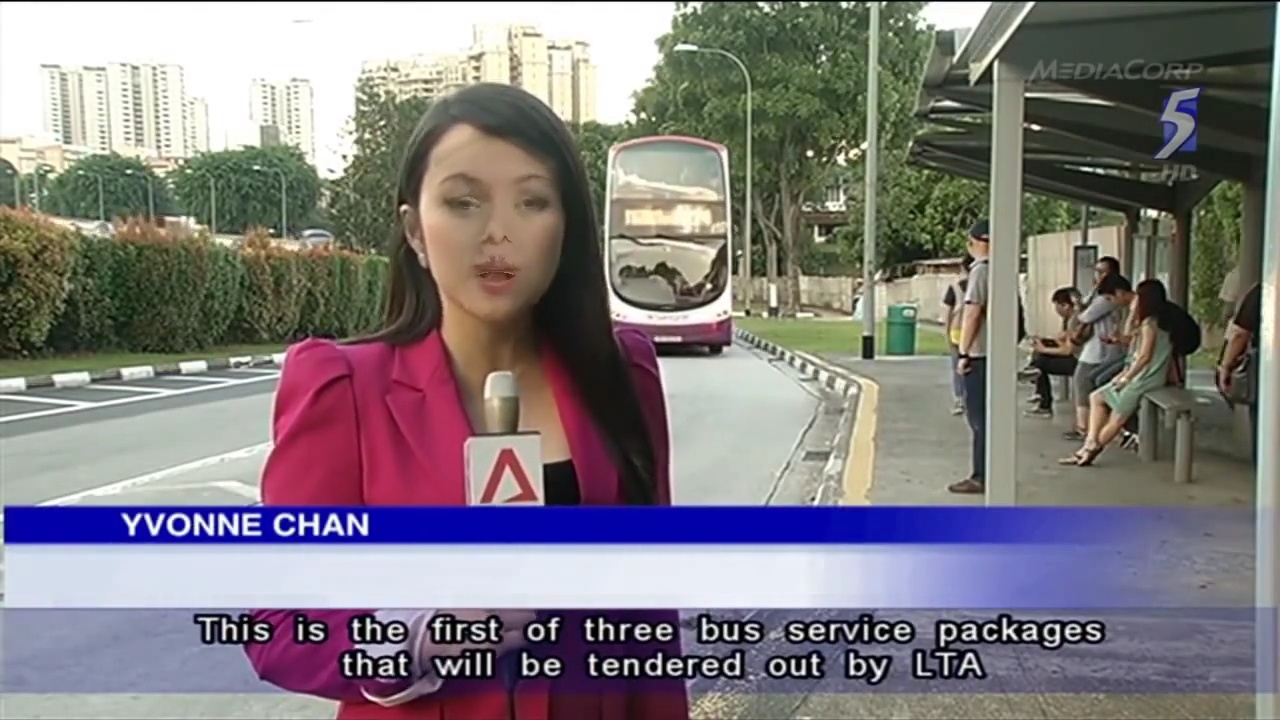 MEDIACORP
5
HD
YVONNE CHAN
This is the first of three bus service packages
that will be tendered out by LTA